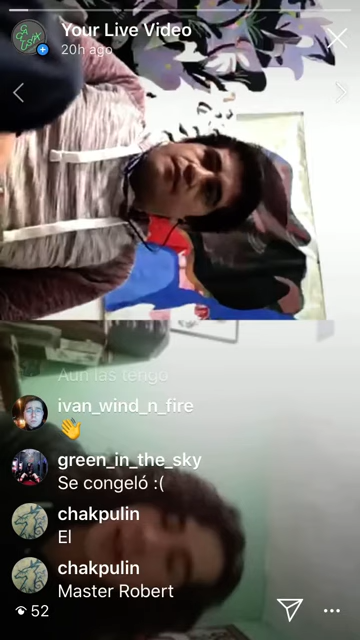 Your Live Video
20h ago
Aun las tengo
ivan_wind_n_fire
👋
green_in_the_sky
Se congeló :(
chakpulin
El
chakpulin
Master Robert
52